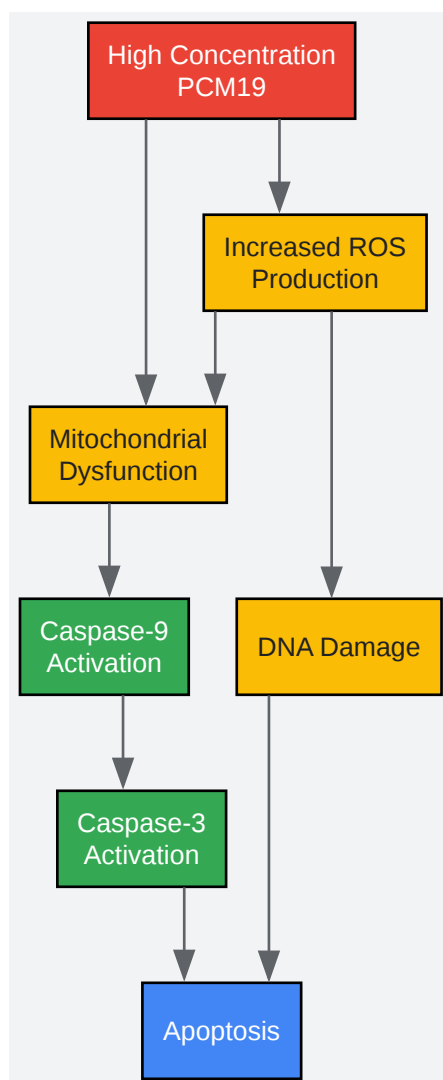 High Concentration
PCM19
Increased ROS
Production
Mitochondrial
Dysfunction
Caspase-9
Activation
DNA Damage
Caspase-3
Activation
Apoptosis